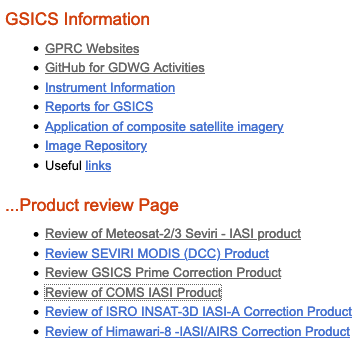 GSICS Information
GPRC Websites
GitHub for GDWG Activities
Instrument Information
Reports for GSICS
Application of composite satellite imagery
Image Repository
Useful links
...Product review Page
Review of Meteosat-2/3 Seviri - IASI product
Review SEVIRI MODIS (DCC) Product
Review GSICS Prime Correction Product
Review of COMS IASI Product
Review of ISRO INSAT-3D IASI-A Correction Product
Review of Himawari-8 -IASI/AIRS Correction Product